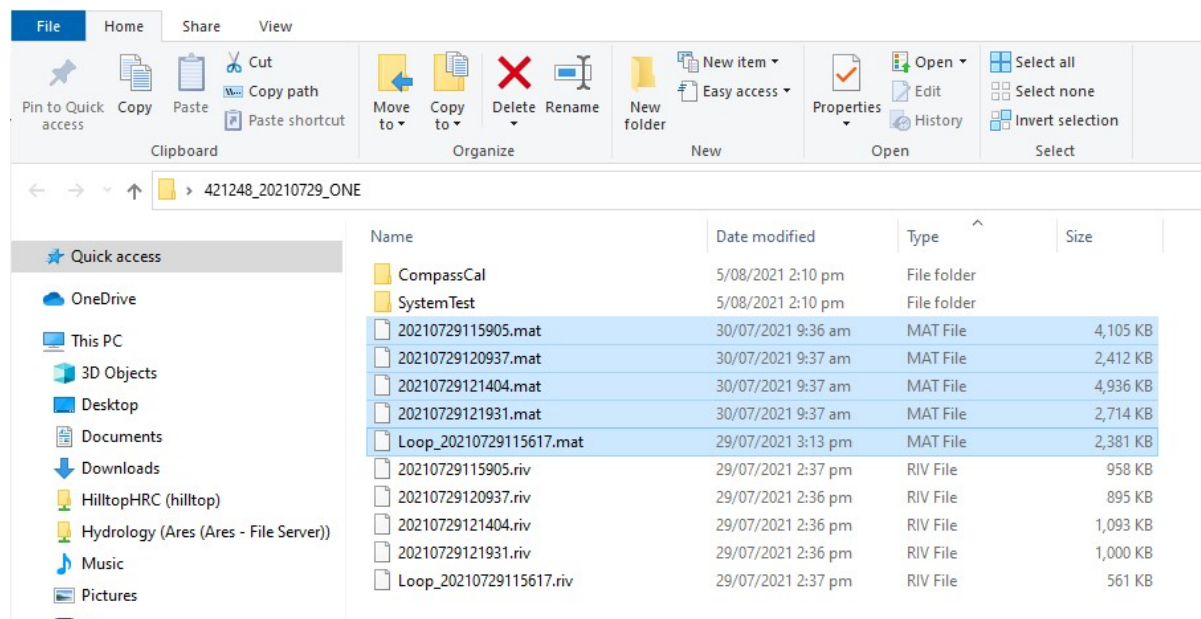 File Home Share View
Pin to Quick access
Copy
Paste
Cut
Copy path
Paste shortcut
Clipboard
Move to
Copy to
Delete
Rename
Organize
New folder
New item
Easy access
New
Properties
Open
Edit
History
Open
Select all
Select none
Invert selection
Select
421248_20210729_ONE
Quick access
OneDrive
This PC
3D Objects
Desktop
Documents
Downloads
HilltopHRC (hilltop)
Hydrology (Ares (Ares - File Server))
Music
Pictures
Name Date modified Type Size
CompassCal 5/08/2021 2:10 pm File folder
SystemTest 5/08/2021 2:10 pm File folder
20210729115905.mat 30/07/2021 9:36 am MAT File 4,105 KB
20210729120937.mat 30/07/2021 9:37 am MAT File 2,412 KB
20210729121404.mat 30/07/2021 9:37 am MAT File 4,936 KB
20210729121931.mat 30/07/2021 9:37 am MAT File 2,714 KB
Loop_20210729115617.mat 29/07/2021 3:13 pm MAT File 2,381 KB
20210729115905.riv 29/07/2021 2:37 pm RIV File 958 KB
20210729120937.riv 29/07/2021 2:36 pm RIV File 895 KB
20210729121404.riv 29/07/2021 2:36 pm RIV File 1,093 KB
20210729121931.riv 29/07/2021 2:36 pm RIV File 1,000 KB
Loop_20210729115617.riv 29/07/2021 2:37 pm RIV File 561 KB